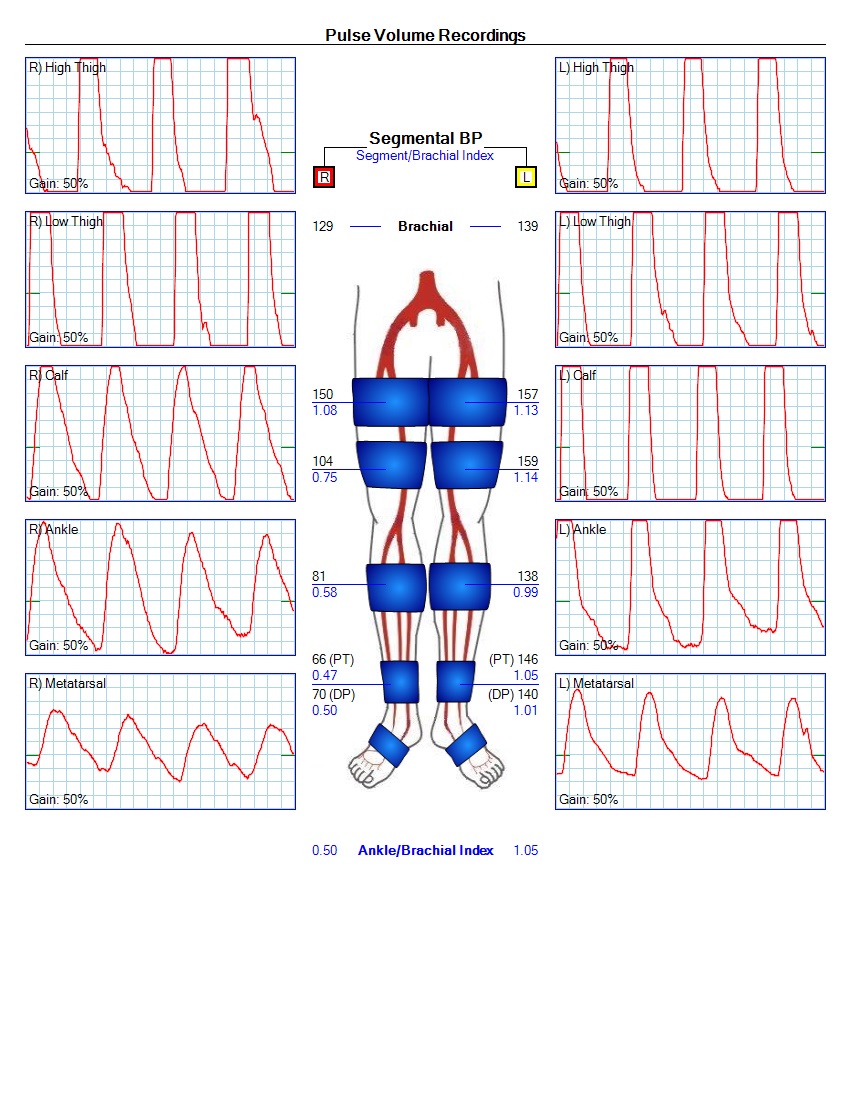 Pulse Volume Recordings
R) High Thigh
Gain: 50%
R) Low Thigh
Gain: 50%
R) Calf
Gain: 50%
R) Ankle
Gain: 50%
R) Metatarsal
Gain: 50%
Segmental BP
Segment/Brachial Index
R
L
129 Brachial 139
150
1.08
157
1.13
104
0.75
159
1.14
81
0.58
138
0.99
66 (PT)
0.47
70 (DP)
0.50
(PT) 146
1.05
(DP) 140
1.01
0.50 Ankle/Brachial Index 1.05
L) High Thigh
Gain: 50%
L) Low Thigh
Gain: 50%
L) Calf
Gain: 50%
L) Ankle
Gain: 50%
L) Metatarsal
Gain: 50%